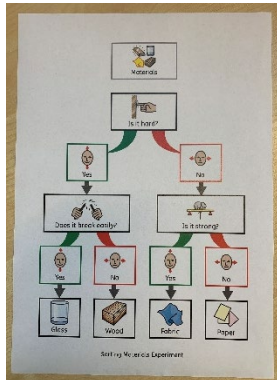 Materials
Is it hard?
Yes
No
Does it break easily?
Is it strong?
Yes
No
Yes
No
Glass
Wood
Fabric
Paper
Sorting Materials Experiment